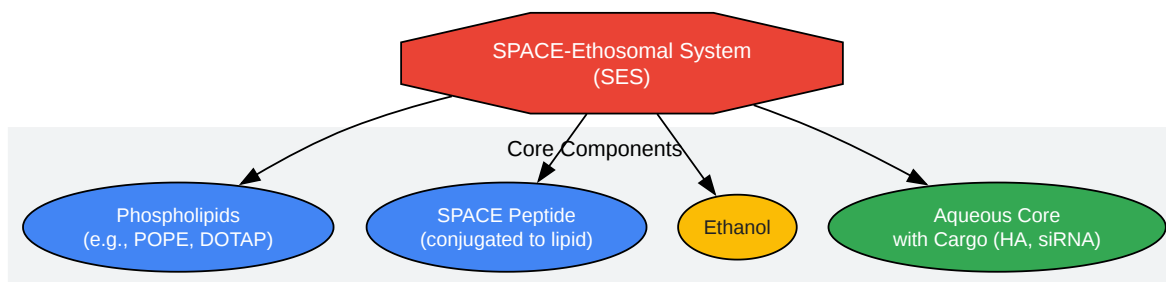 SPACE-Ethosomal System
(SES)
Core Components
Phospholipids
(e.g., POPE, DOTAP)
SPACE Peptide
(conjugated to lipid)
Ethanol
Aqueous Core
with Cargo (HA, siRNA)